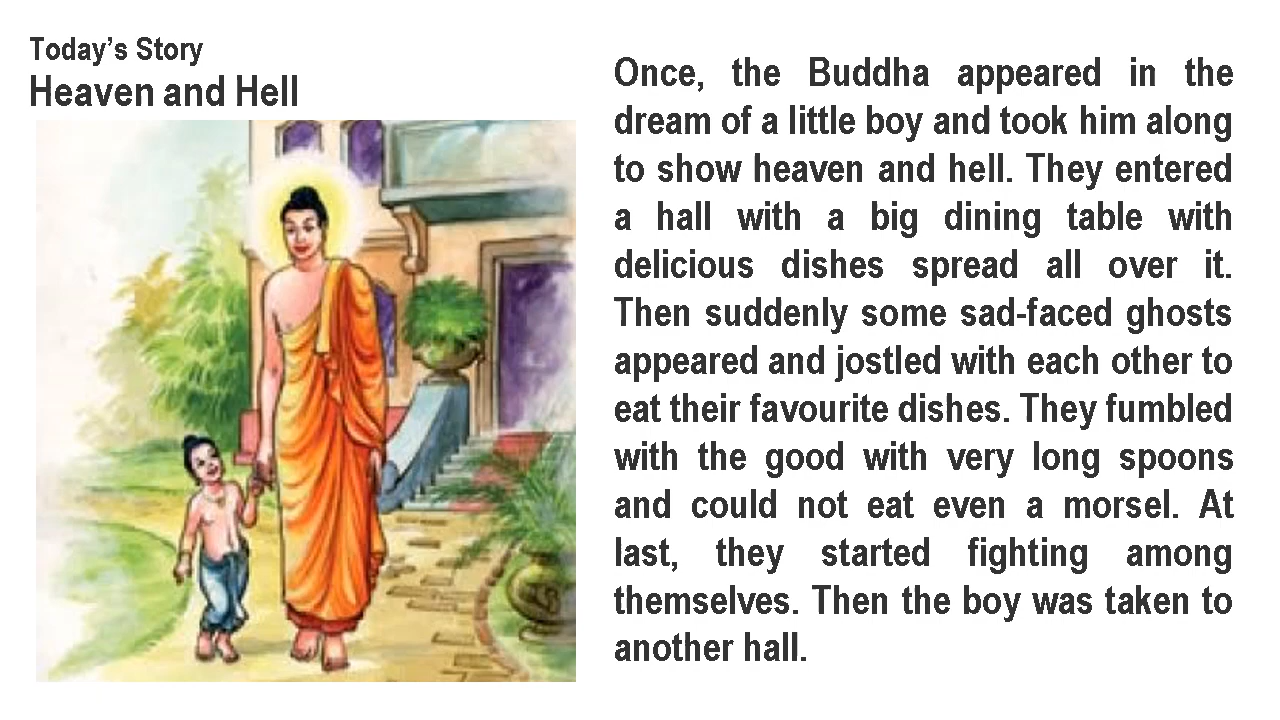 Today’s Story
Heaven and Hell
Once, the Buddha appeared in the
dream of a little boy and took him along
to show heaven and hell. They entered
a hall with a big dining table with
delicious dishes spread all over it.
Then suddenly some sad-faced ghosts
appeared and jostled with each other to
eat their favourite dishes. They fumbled
with the good with very long spoons
and could not eat even a morsel. At
last, they started fighting among
themselves. Then the boy was taken to
another hall.